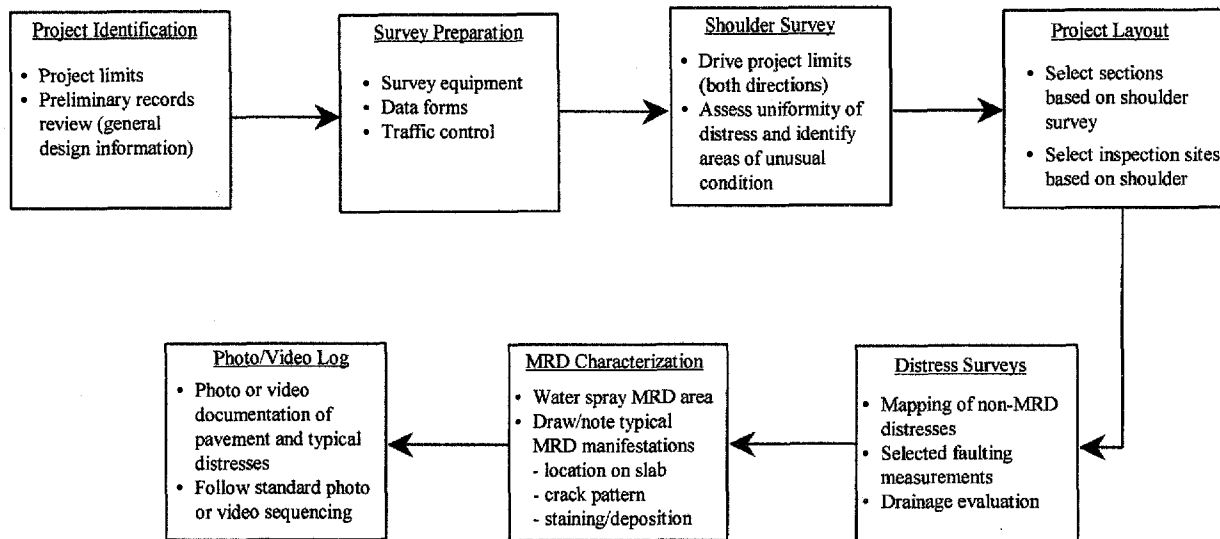 Project Identification
• Project limits
• Preliminary records
review (general
design information)
Survey Preparation
• Survey equipment
• Data forms
• Traffic control
Shoulder Survey
• Drive project limits
(both directions)
• Assess uniformity of
distress and identify
areas of unusual
condition
Project Layout
• Select sections
based on shoulder
survey
• Select inspection sites
based on shoulder
Distress Surveys
• Mapping of non-MRD
distresses
• Selected faulting
measurements
• Drainage evaluation
MRD Characterization
• Water spray MRD area
• Draw/note typical
MRD manifestations
- location on slab
- crack pattern
- staining/deposition
Photo/Video Log
• Photo or video
documentation of
pavement and typical
distresses
• Follow standard photo
or video sequencing